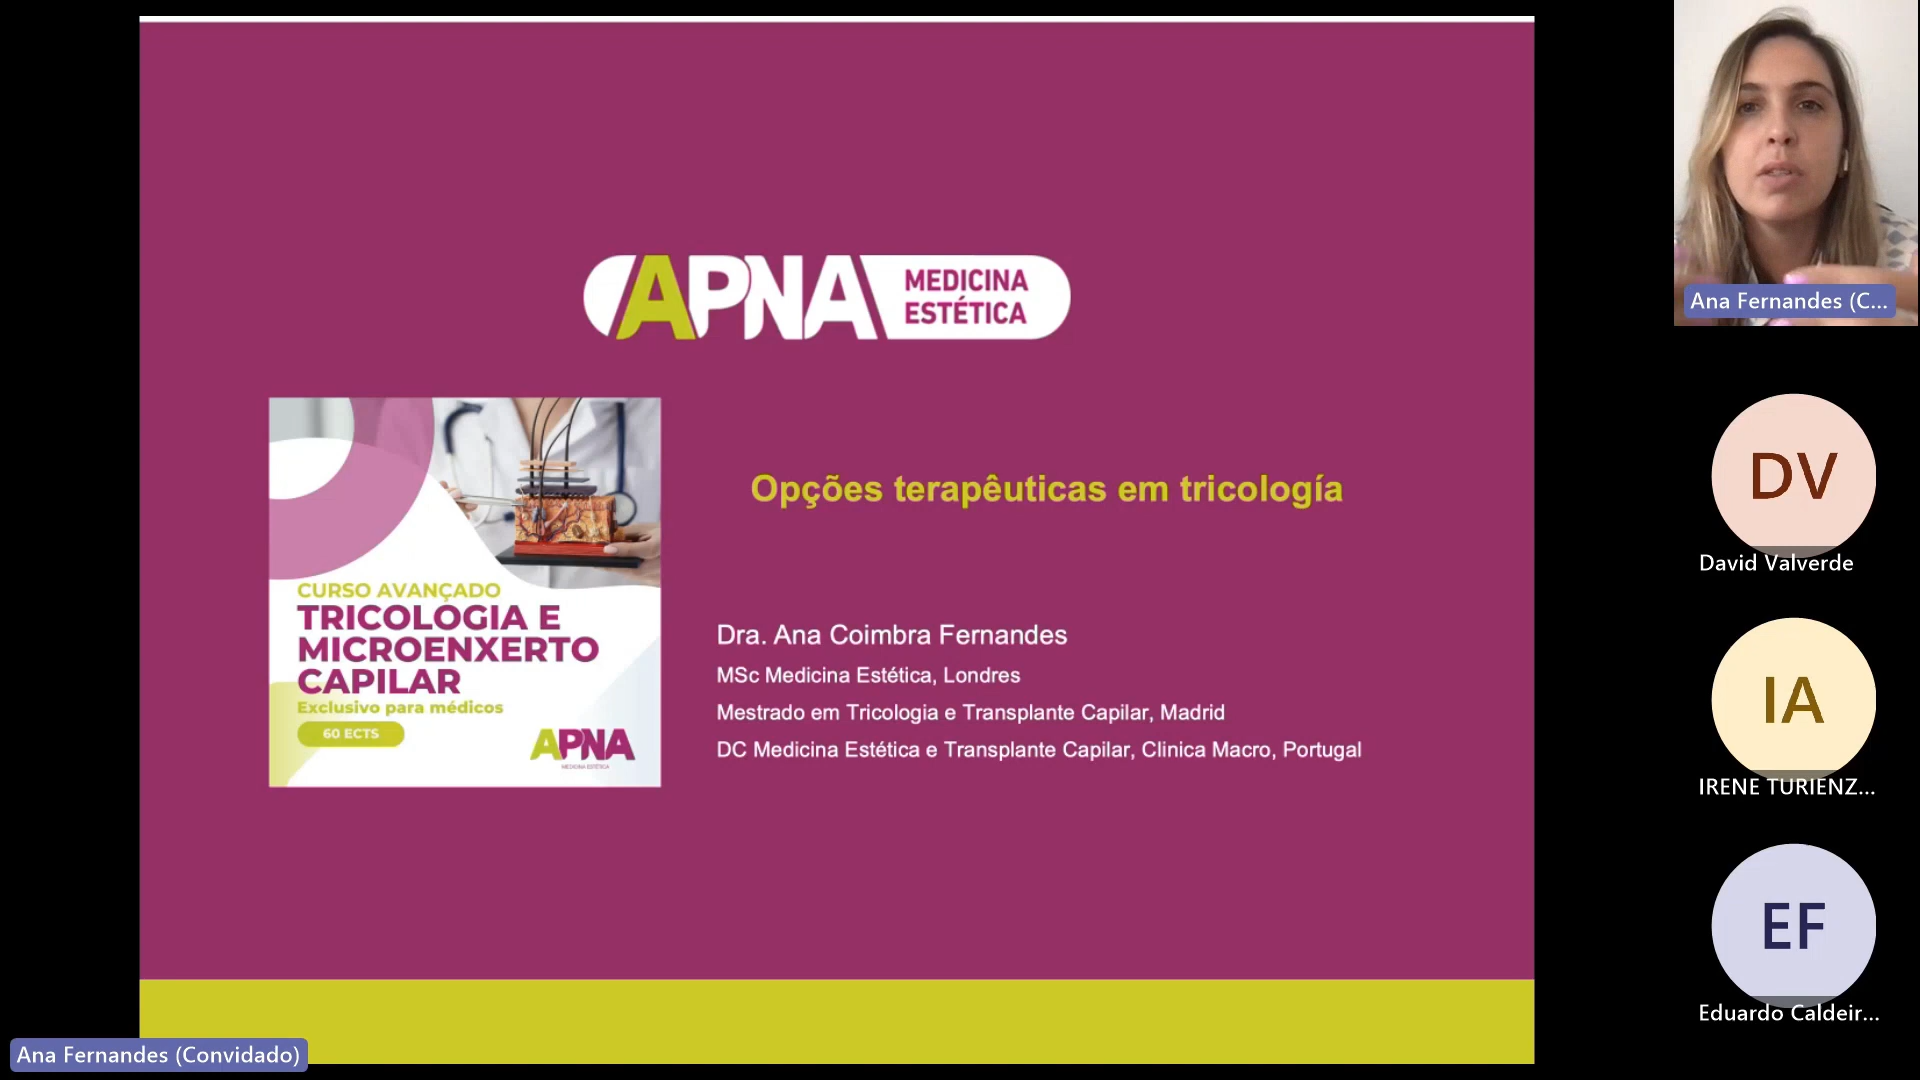 APNA MEDICINA
ESTÉTICA
Opções terapêuticas em tricología
CURSO AVANÇADO
TRICOLOGIA E
MICROENXERTO
CAPILAR
Exclusivo para médicos
60 ECTS
APNA
MEDICINA ESTÉTICA
Dra. Ana Coimbra Fernandes
MSc Medicina Estética, Londres
Mestrado em Tricologia e Transplante Capilar, Madrid
DC Medicina Estética e Transplante Capilar, Clinica Macro, Portugal
Ana Fernandes (Convidado)
Ana Fernandes (C...
DV
David Valverde
IA
IRENE TURIENZ...
EF
Eduardo Caldeir...